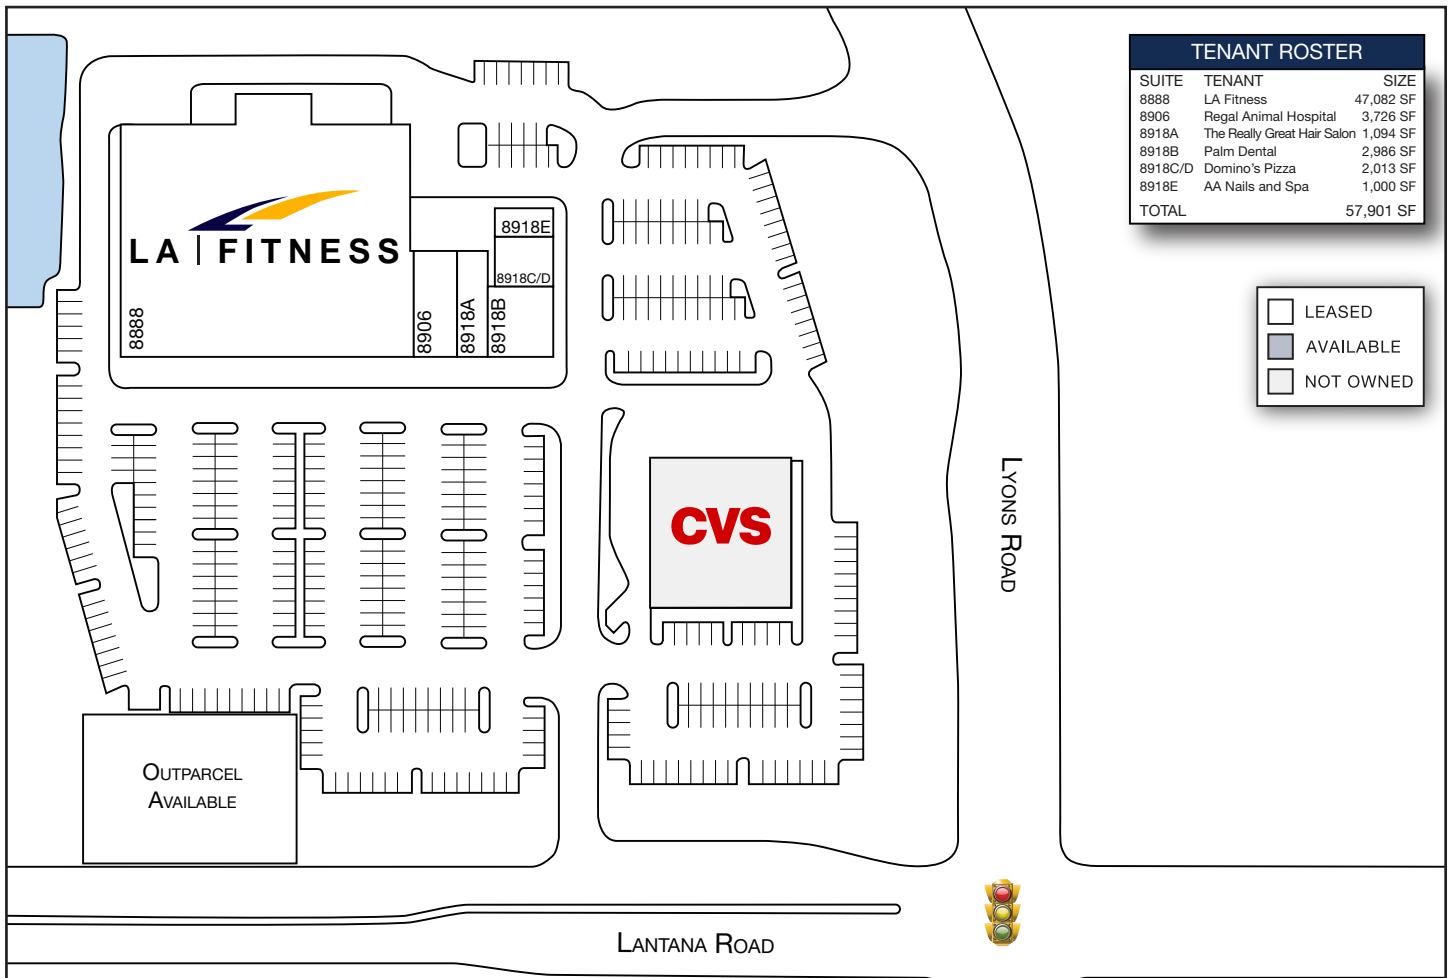 TENANT ROSTER
SUITE TENANT SIZE
8888 LA Fitness 47,082 SF
8906 Regal Animal Hospital 3,726 SF
8918A The Really Great Hair Salon 1,094 SF
8918B Palm Dental 2,986 SF
8918C/D Domino's Pizza 2,013 SF
8918E AA Nails and Spa 1,000 SF
TOTAL 57,901 SF
LEASED
AVAILABLE
NOT OWNED
LA FITNESS
8888
8906
8918A
8918B
8918E
8918C/D
CVS
LYONS ROAD
OUTPARCEL
AVAILABLE
LANTANA ROAD